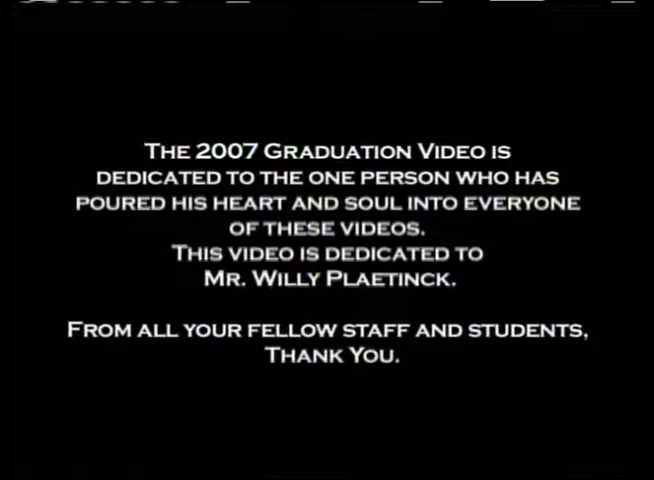 The 2007 Graduation Video is
dedicated to the one person who has
poured his heart and soul into everyone
of these videos.
This video is dedicated to
Mr. Willy Plaetinck.
From all your fellow staff and students,
Thank You.